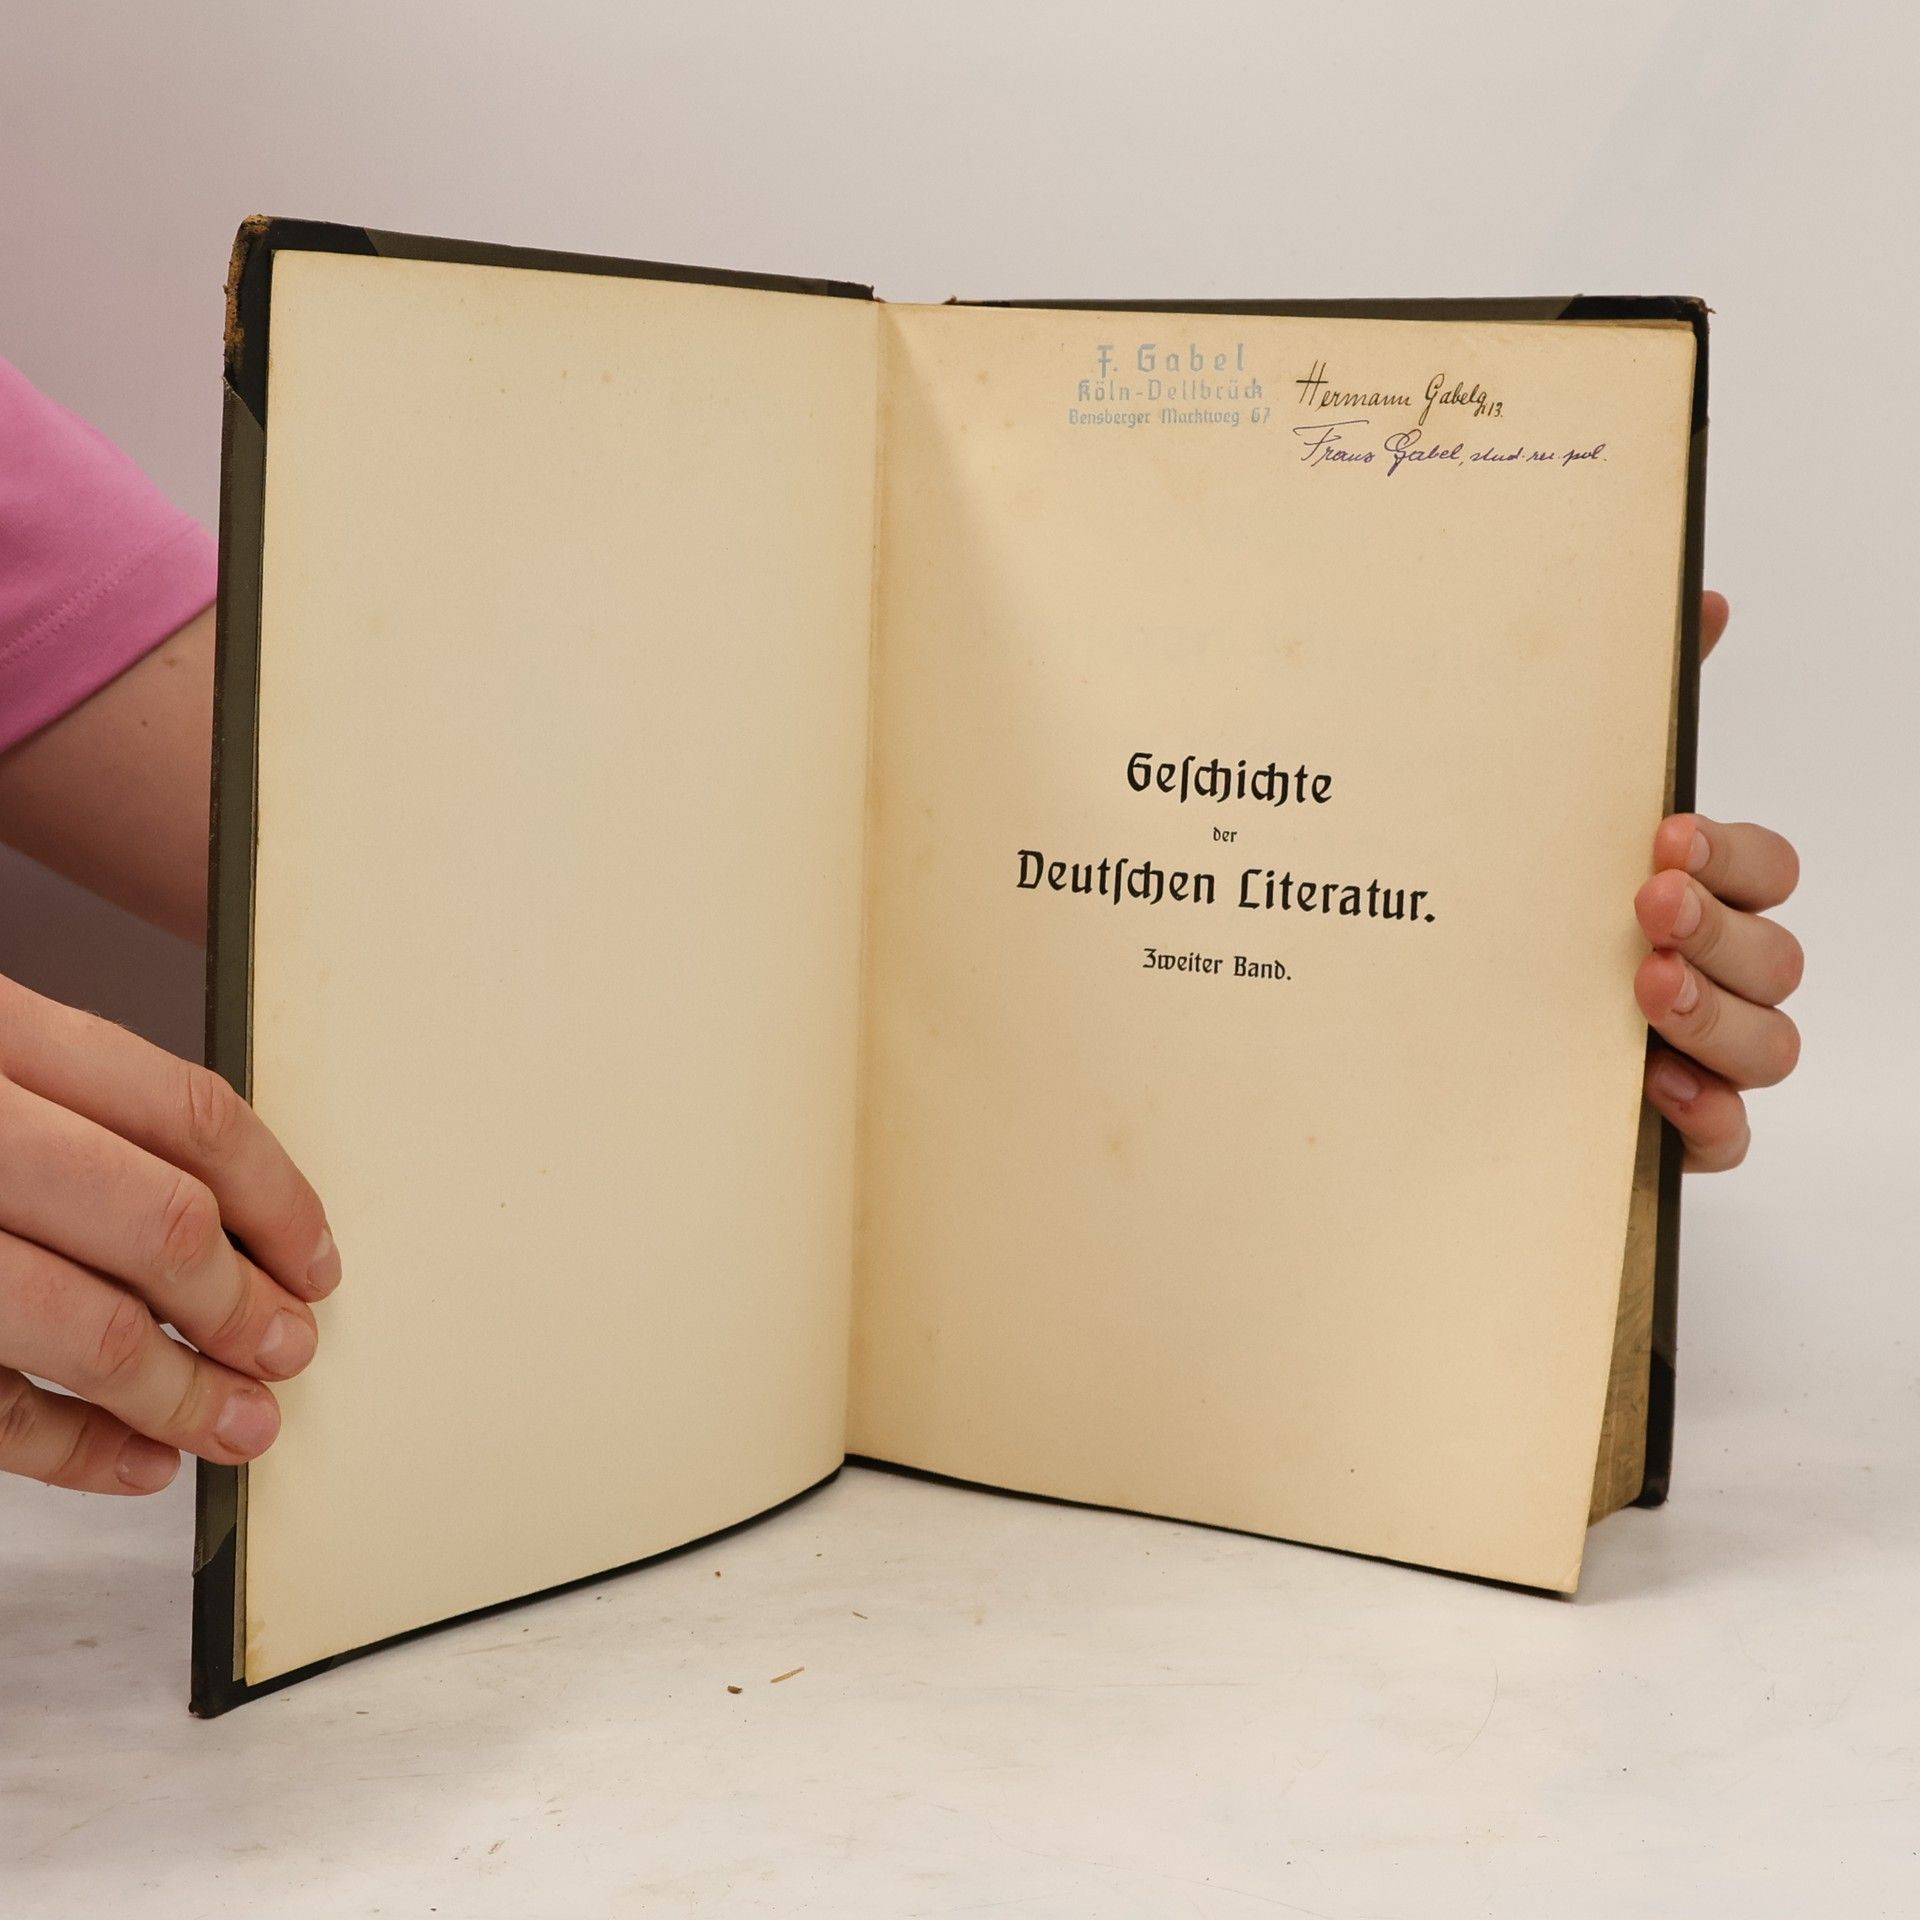 F. Gabel
Köln-Dellbrück
Bensberger Marktweg 67
Hermann Gabel
Franz Gabel, stud. rer. pol.
Geſchichte
der
Deutſchen Literatur.
Zweiter Band.